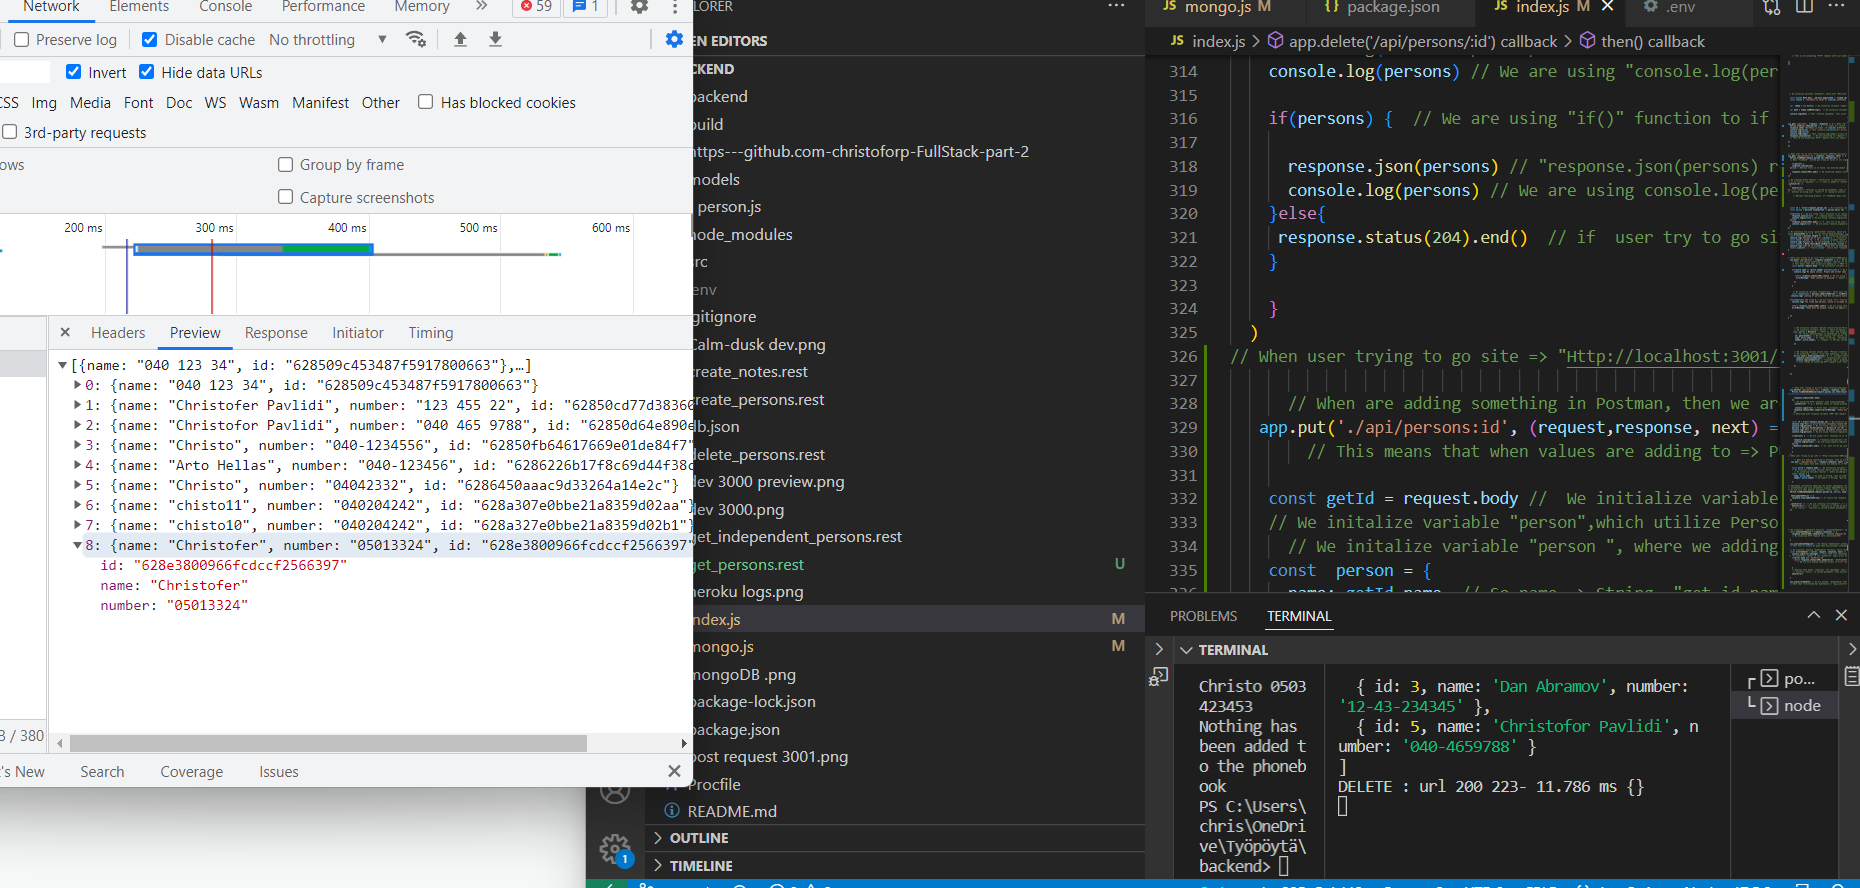 Network Elements Console Performance Memory » 59 1
Preserve log Disable cache No throttling
Invert Hide data URLs
CSS Img Media Font Doc WS Wasm Manifest Other Has blocked cookies
3rd-party requests
ows Group by frame
Capture screenshots
200 ms 300 ms 400 ms 500 ms 600 ms
× Headers Preview Response Initiator Timing
[{name: "040 123 34", id: "628509c453487f5917800663"},…]
0: {name: "040 123 34", id: "628509c453487f5917800663"}
1: {name: "Christofer Pavlidi", number: "123 455 22", id: "62850cd77d38360
2: {name: "Christofor Pavlidi", number: "040 465 9788", id: "62850d64e890e
3: {name: "Christo", number: "040-1234556", id: "62850fb64617669e01de84f7"
4: {name: "Arto Hellas", number: "040-123456", id: "6286226b17f8c69d44f38c
5: {name: "Christo", number: "04042332", id: "6286450aaac9d33264a14e2c"}
6: {name: "chisto11", number: "040204242", id: "628a307e0bbe21a8359d02aa"}
7: {name: "chisto10", number: "040204242", id: "628a327e0bbe21a8359d02b1"}
8: {name: "Christofer", number: "05013324", id: "628e3800966fcdccf2566397"
id: "628e3800966fcdccf2566397"
name: "Christofer"
number: "05013324"
8 / 380
t's New Search Coverage Issues
LORER
EN EDITORS
CKEND
backend
build
https---github-com-christoforp-FullStack-part-2
models
person.js
node_modules
src
.env
.gitignore
Calm-dusk dev.png
create_notes.rest
create_persons.rest
db.json
delete_persons.rest
dev 3000 preview.png
dev 3000.png
get_independent_persons.rest
get_persons.rest U
heroku logs.png
index.js M
mongo.js M
mongoDB .png
package-lock.json
package.json
post request 3001.png
Procfile
README.md
OUTLINE
TIMELINE
1
JS mongo.js M {} package.json JS index.js M .env
JS index.js > app.delete('/api/persons/:id') callback > then() callback
314 console.log(persons) // We are using "console.log(per
315
316 if(persons) { // We are using "if()" function to if
317
318 response.json(persons) // "response.json(persons) r
319 console.log(persons) // We are using console.log(pe
320 }else{
321 response.status(204).end() // if user try to go si
322 }
323
324 }
325 )
326 // When user trying to go site => "Http://localhost:3001/
327
328 // When are adding something in Postman, then we ar
329 app.put('./api/persons:id', (request,response, next) =
330 // This means that when values are adding to => P
331
332 const getId = request.body // We initialize variable
333 // We initalize variable "person",which utilize Perso
334 // We initalize variable "person ", where we adding
335 const person = {
PROBLEMS TERMINAL
TERMINAL
Christo 0503
423453
Nothing has
been added t
o the phoneb
ook
PS C:\Users\
chris\OneDri
ve\Työpöytä\
backend>
{ id: 3, name: 'Dan Abramov', number:
'12-43-234345' },
{ id: 5, name: 'Christofor Pavlidi', n
umber: '040-4659788' }
]
DELETE : url 200 223- 11.786 ms {}
po...
node